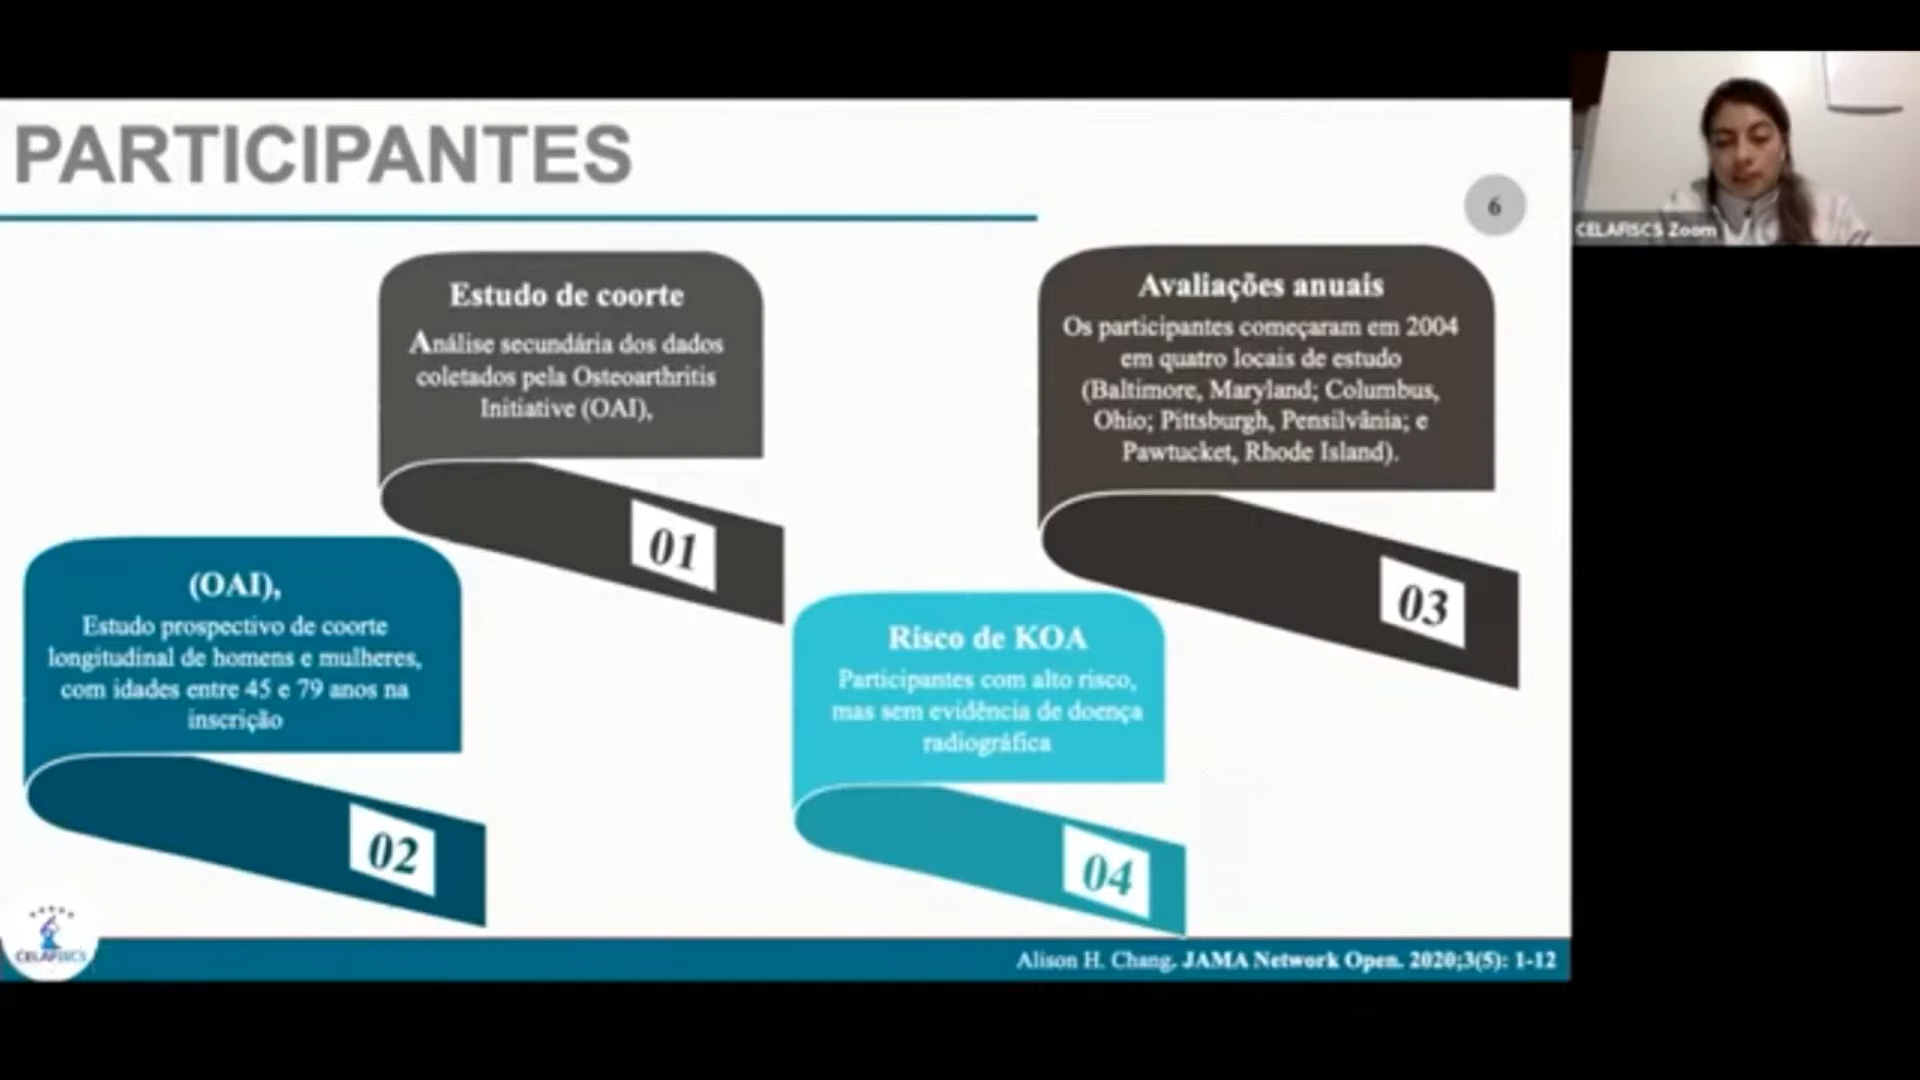 PARTICIPANTES
6
CELAFISCS Zoom
Estudo de coorte
Análise secundária dos dados
coletados pela Osteoarthritis
Initiative (OAI),
01
(OAI),
Estudo prospectivo de coorte
longitudinal de homens e mulheres,
com idades entre 45 e 79 anos na
inscrição
02
Avaliações anuais
Os participantes começaram em 2004
em quatro locais de estudo
(Baltimore, Maryland; Columbus,
Ohio; Pittsburgh, Pensilvânia; e
Pawtucket, Rhode Island).
03
Risco de KOA
Participantes com alto risco,
mas sem evidência de doença
radiográfica
04
CELAFISCS
Alison H. Chang. JAMA Network Open. 2020;3(5): 1-12